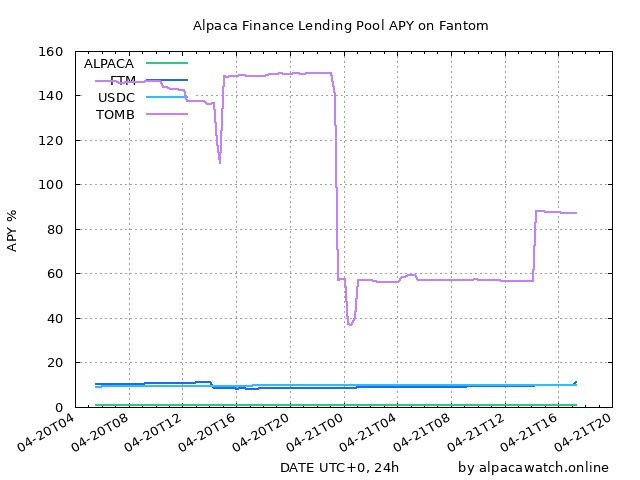 Alpaca Finance Lending Pool APY on Fantom
160
140
120
100
80
60
40
20
0
APY %
ALPACA
FTM
USDC
TOMB
04-20T04
04-20T08
04-20T12
04-20T16
04-20T20
04-21T00
04-21T04
04-21T08
04-21T12
04-21T16
04-21T20
DATE UTC+0, 24h
by alpacawatch.online